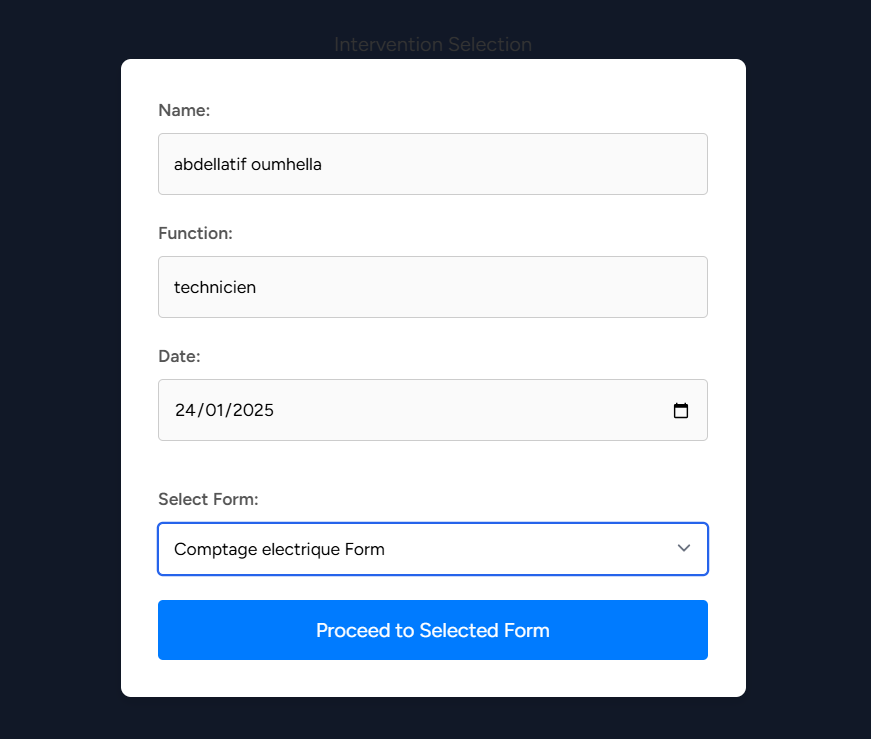 Intervention Selection
Name:
abdellatif oumhella
Function:
technicien
Date:
24/01/2025
Select Form:
Comptage electrique Form
Proceed to Selected Form